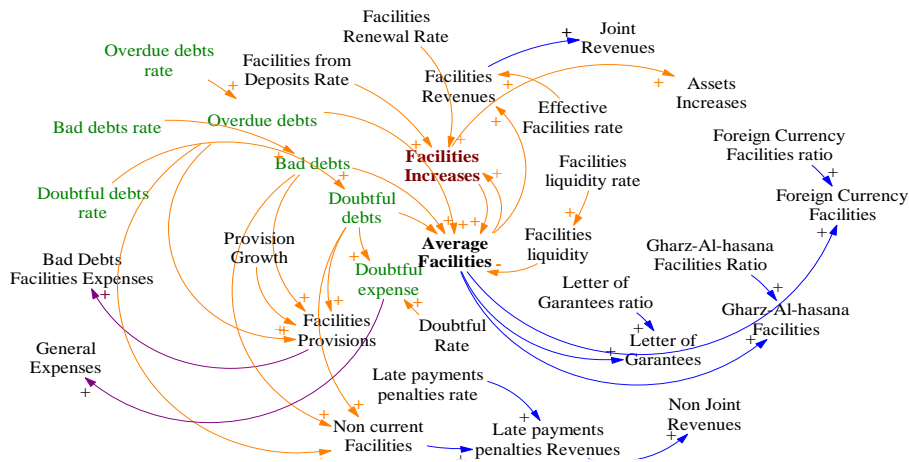 Facilities
Renewal Rate
Joint
Revenues
Overdue debts
rate
Facilities from
Deposits Rate
Facilities
Revenues
Assets
Increases
Effective
Facilities rate
Bad debts rate
Overdue debts
Foreign Currency
Facilities ratio
Bad debts
Facilities
Increases
Facilities
liquidity rate
Doubtful debts
rate
Doubtful
debts
Foreign Currency
Facilities
Provision
Growth
Average
Facilities
Facilities
liquidity
Gharz-Al-hasana
Facilities Ratio
Bad Debts
Facilities Expenses
Doubtful
expense
Letter of
Garantees ratio
Gharz-Al-hasana
Facilities
Facilities
Provisions
Doubtful
Rate
Letter of
Garantees
General
Expenses
Late payments
penalties rate
Non Joint
Revenues
Non current
Facilities
Late payments
penalties Revenues